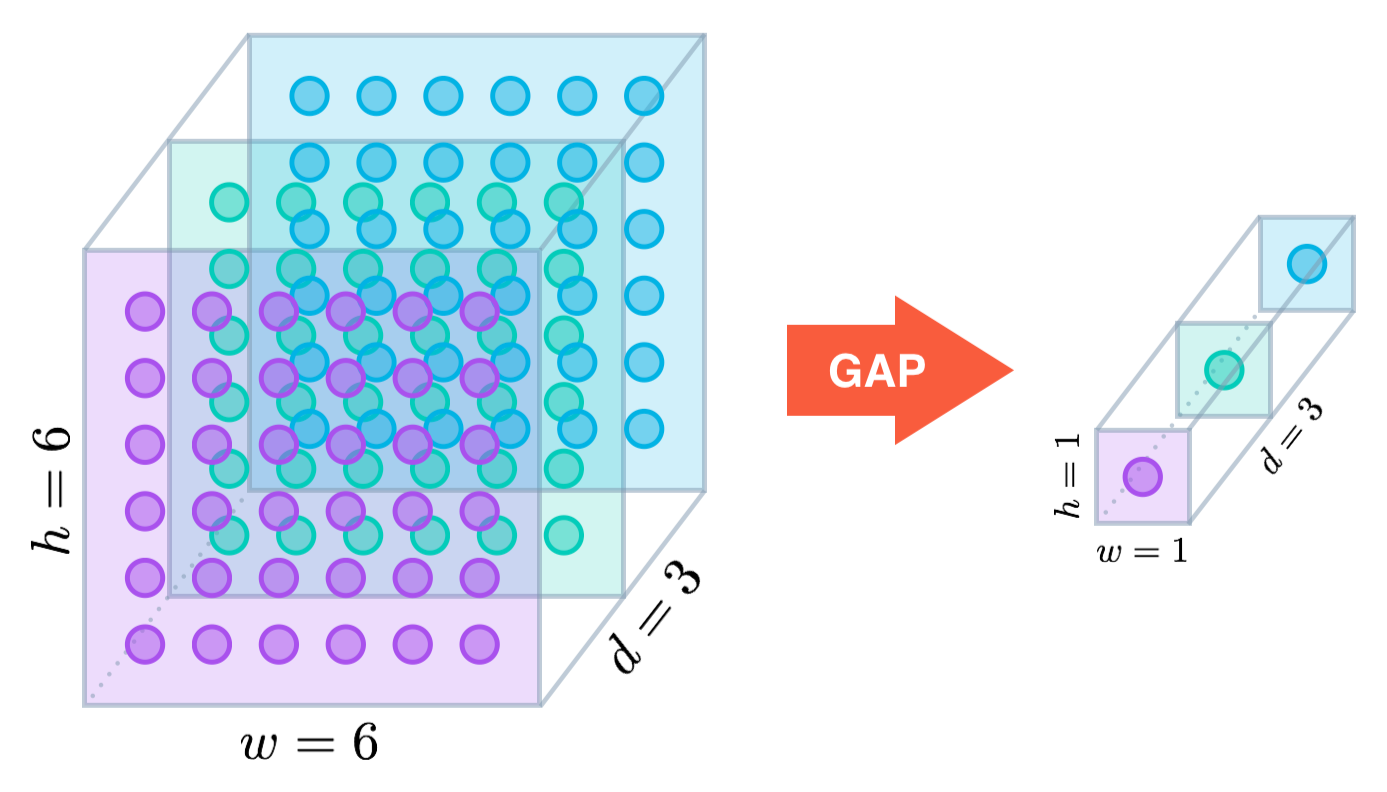 h = 6
w = 6
d = 3
GAP
h = 1
w = 1
d = 3